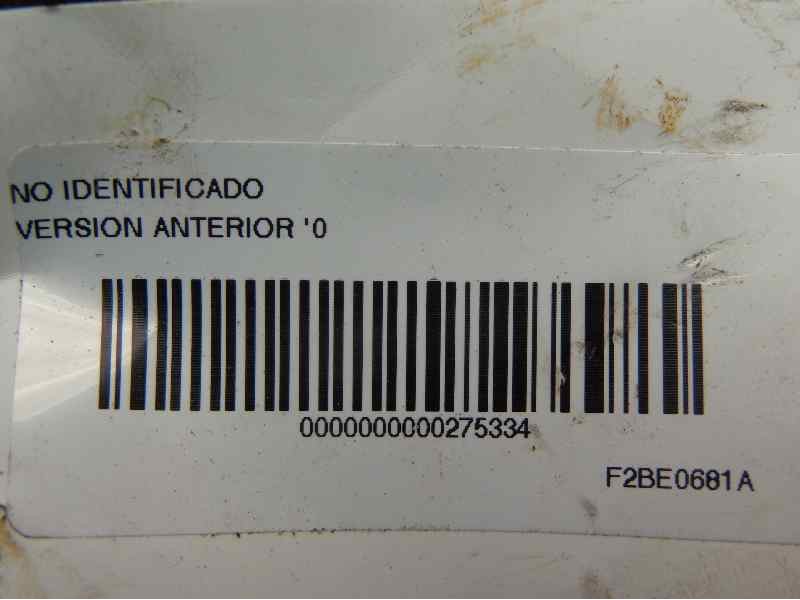 NO IDENTIFICADO
VERSION ANTERIOR '0
0000000000275334
F2BE0681A